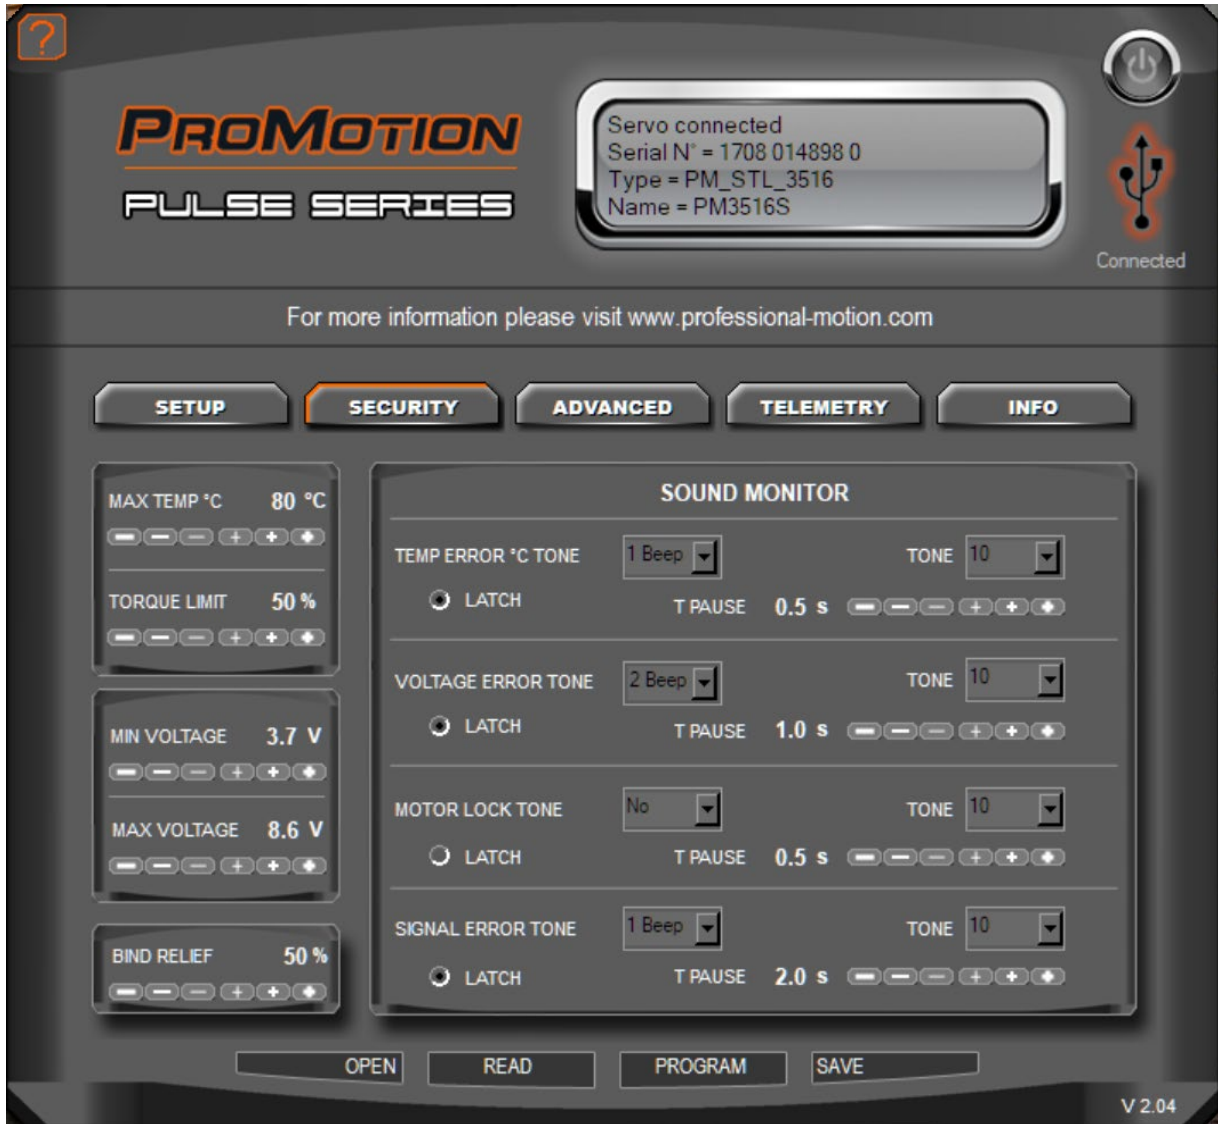 ?
PROMOTION
PULSE SERIES
Servo connected
Serial N° = 1708 014898 0
Type = PM_STL_3516
Name = PM3516S
Connected
For more information please visit www.professional-motion.com
SETUP SECURITY ADVANCED TELEMETRY INFO
MAX TEMP °C 80 °C
TORQUE LIMIT 50 %
MIN VOLTAGE 3.7 V
MAX VOLTAGE 8.6 V
BIND RELIEF 50 %
SOUND MONITOR
TEMP ERROR °C TONE 1 Beep TONE 10
LATCH T PAUSE 0.5 s
VOLTAGE ERROR TONE 2 Beep TONE 10
LATCH T PAUSE 1.0 s
MOTOR LOCK TONE No TONE 10
LATCH T PAUSE 0.5 s
SIGNAL ERROR TONE 1 Beep TONE 10
LATCH T PAUSE 2.0 s
OPEN READ PROGRAM SAVE
V 2.04